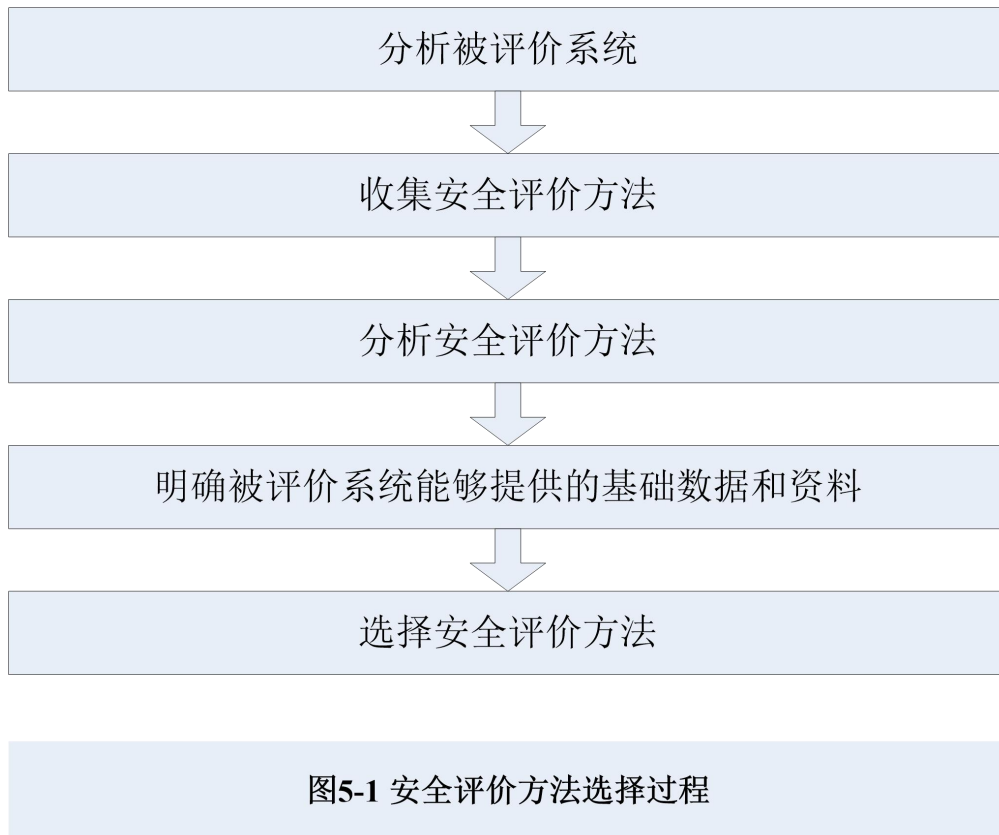 分析被评价系统
收集安全评价方法
分析安全评价方法
明确被评价系统能够提供的基础数据和资料
选择安全评价方法
图5-1 安全评价方法选择过程